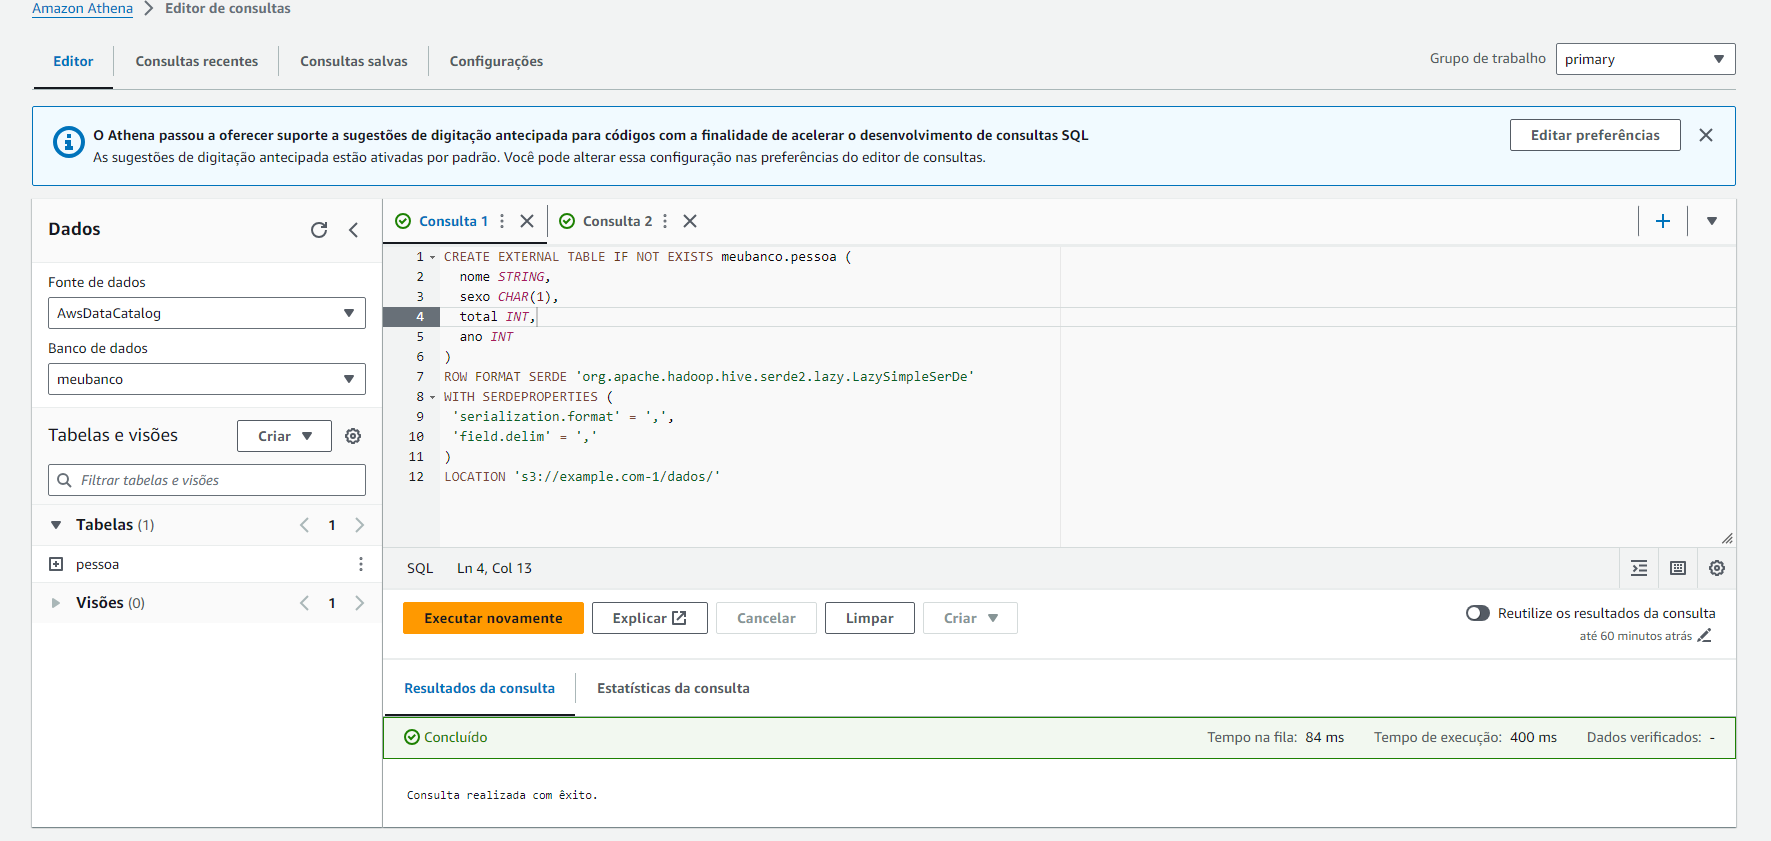 Amazon Athena > Editor de consultas
Editor
Consultas recentes
Consultas salvas
Configurações
Grupo de trabalho
primary
O Athena passou a oferecer suporte a sugestões de digitação antecipada para códigos com a finalidade de acelerar o desenvolvimento de consultas SQL
As sugestões de digitação antecipada estão ativadas por padrão. Você pode alterar essa configuração nas preferências do editor de consultas.
Editar preferências
Dados
Fonte de dados
AwsDataCatalog
Banco de dados
meubanco
Tabelas e visões
Criar
Filtrar tabelas e visões
Tabelas (1)
1
pessoa
Visões (0)
1
Consulta 1
Consulta 2
1 CREATE EXTERNAL TABLE IF NOT EXISTS meubanco.pessoa (
2 nome STRING,
3 sexo CHAR(1),
4 total INT,
5 ano INT
6 )
7 ROW FORMAT SERDE 'org.apache.hadoop.hive.serde2.lazy.LazySimpleSerDe'
8 WITH SERDEPROPERTIES (
9 'serialization.format' = ',',
10 'field.delim' = ','
11 )
12 LOCATION 's3://example.com-1/dados/'
SQL Ln 4, Col 13
Executar novamente
Explicar
Cancelar
Limpar
Criar
Reutilize os resultados da consulta
até 60 minutos atrás
Resultados da consulta
Estatísticas da consulta
Concluído
Tempo na fila: 84 ms
Tempo de execução: 400 ms
Dados verificados: -
Consulta realizada com êxito.